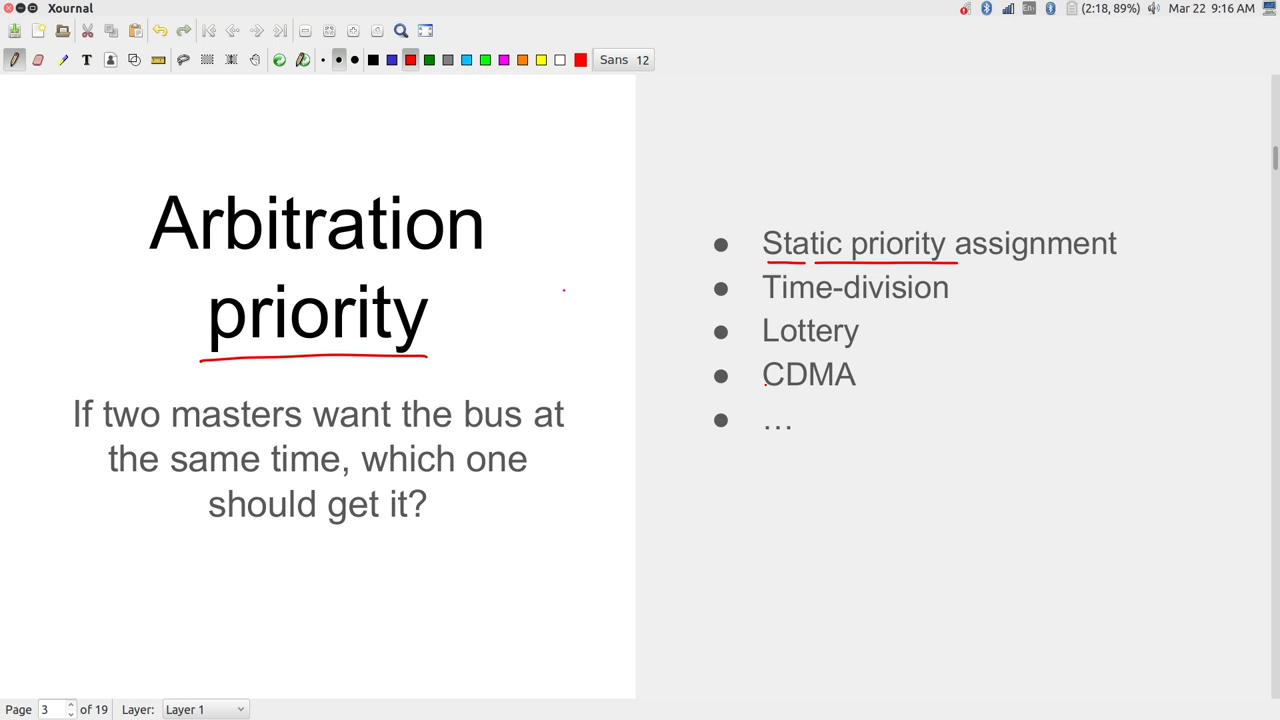 Xournal
(2:18, 89%)
Mar 22 9:16 AM
En
T
Sans 12
Arbitration
priority
If two masters want the bus at
the same time, which one
should get it?
● Static priority assignment
● Time-division
● Lottery
● CDMA
● …
Page 3 of 19 Layer: Layer 1